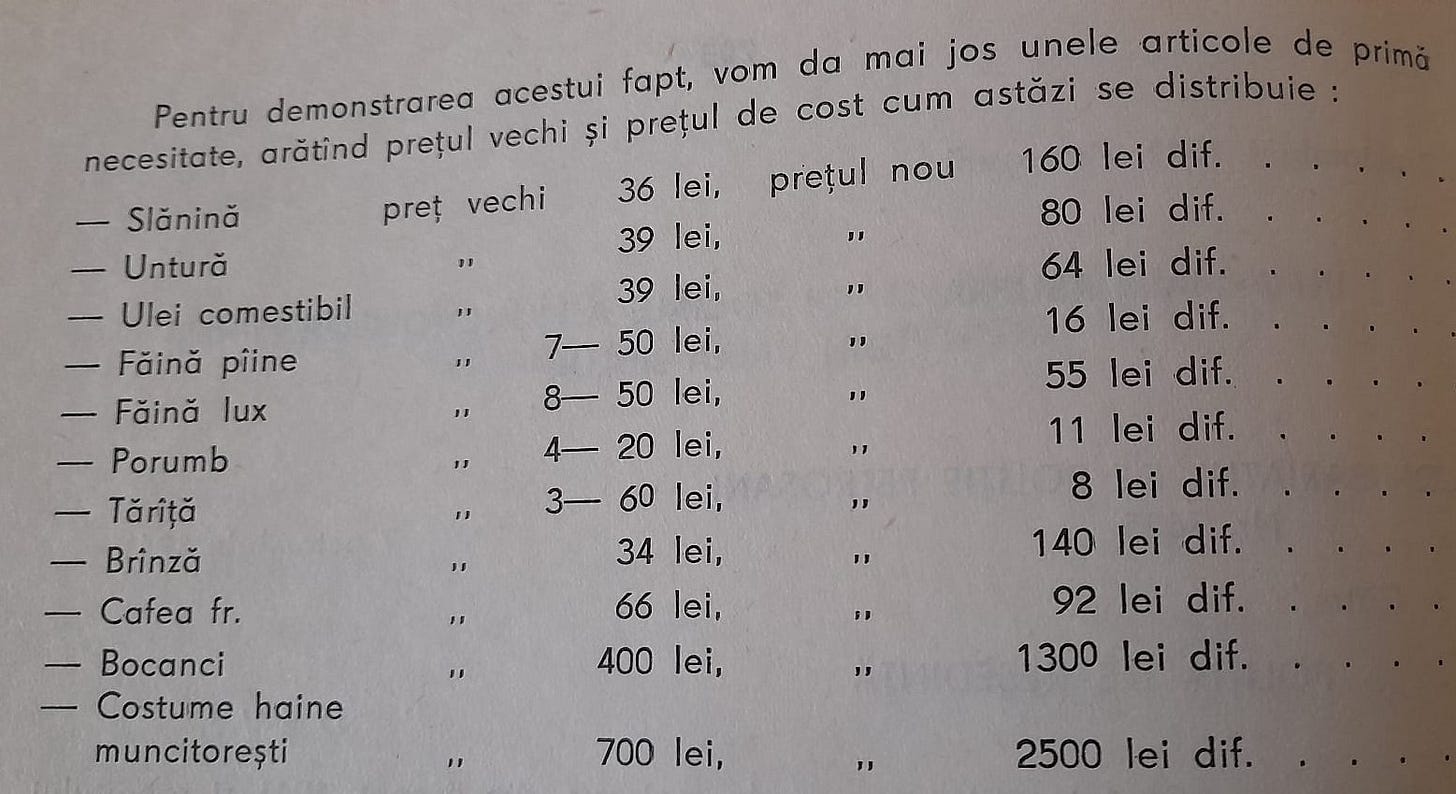 Pentru demonstrarea acestui fapt, vom da mai jos unele articole de primă
necesitate, arătînd prețul vechi și prețul de cost cum astăzi se distribuie :
— Slănină preț vechi 36 lei, prețul nou 160 lei dif. . . . . .
— Untură ,, 39 lei, ,, 80 lei dif. . . . . .
— Ulei comestibil ,, 39 lei, ,, 64 lei dif. . . . . .
— Făină pîine ,, 7— 50 lei, ,, 16 lei dif. . . . . .
— Făină lux ,, 8— 50 lei, ,, 55 lei dif. . . . .
— Porumb ,, 4— 20 lei, ,, 11 lei dif. . . . .
— Tărîță ,, 3— 60 lei, ,, 8 lei dif. . . . .
— Brînză ,, 34 lei, ,, 140 lei dif. . . . .
— Cafea fr. ,, 66 lei, ,, 92 lei dif. . . . .
— Bocanci ,, 400 lei, ,, 1300 lei dif. . . . .
— Costume haine
muncitorești ,, 700 lei, ,, 2500 lei dif. . . . .